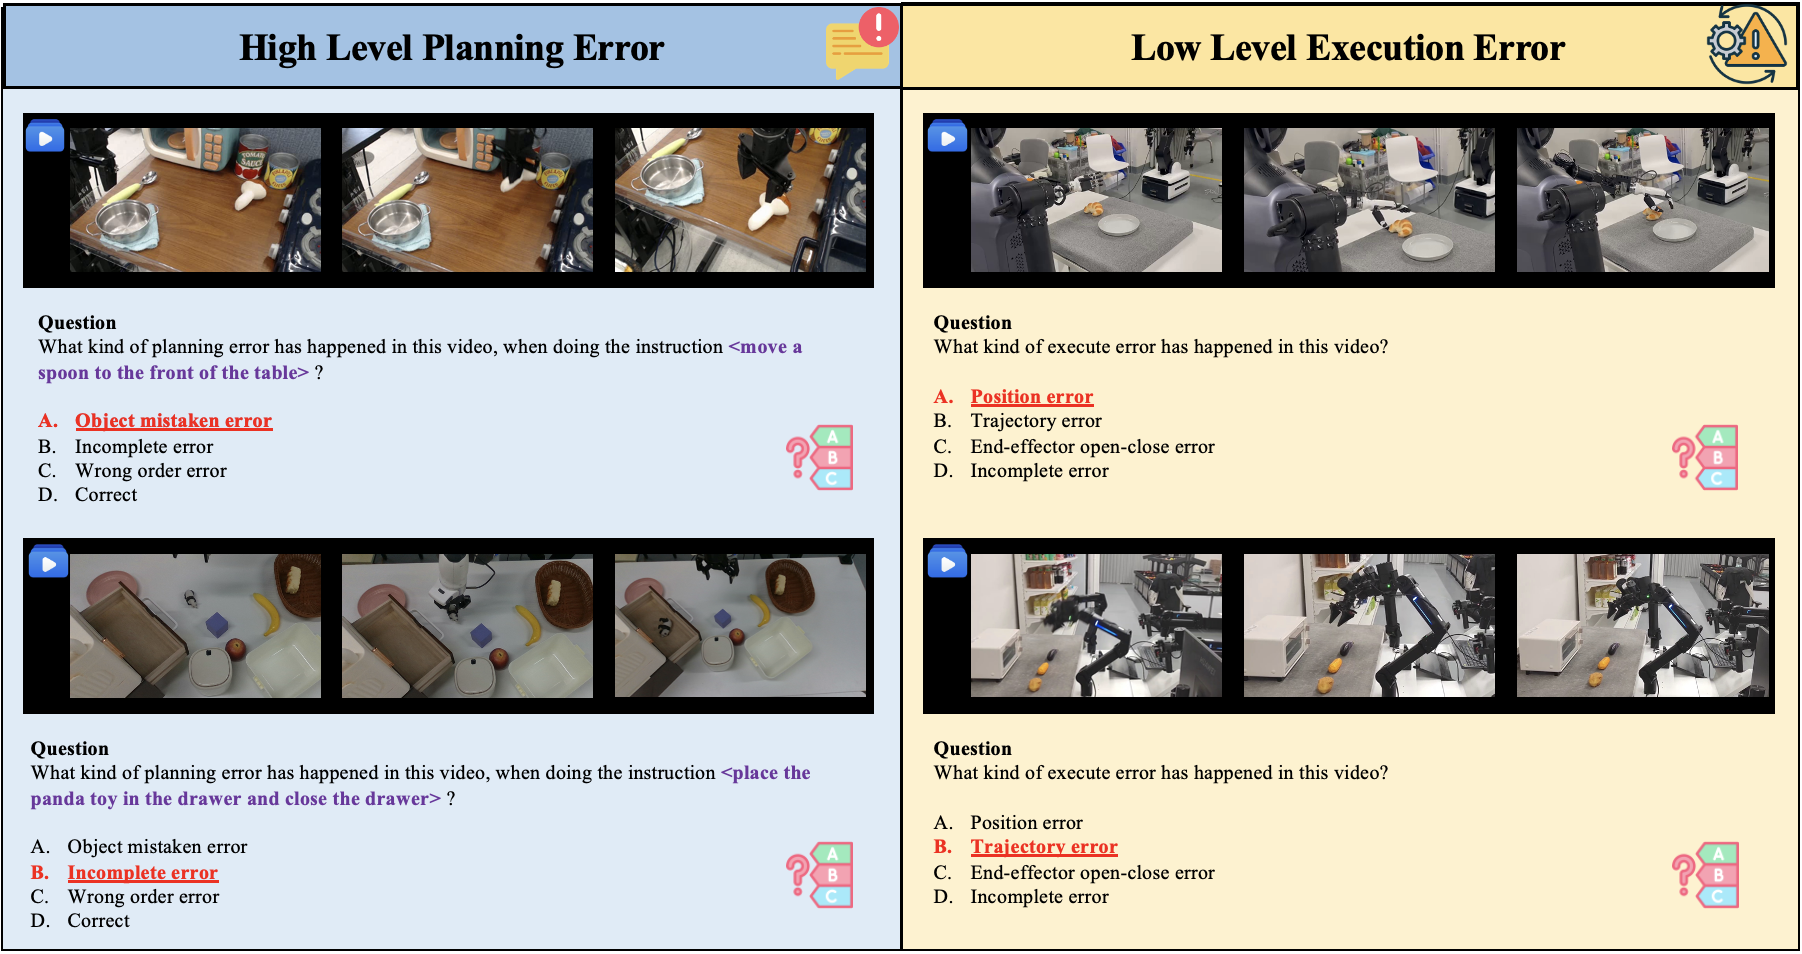 High Level Planning Error
TOMATO
SAUCE
Question
What kind of planning error has happened in this video, when doing the instruction <move a
spoon to the front of the table> ?
A. Object mistaken error
B. Incomplete error
C. Wrong order error
D. Correct
A
B
C
Question
What kind of planning error has happened in this video, when doing the instruction <place the
panda toy in the drawer and close the drawer> ?
A. Object mistaken error
B. Incomplete error
C. Wrong order error
D. Correct
A
B
C
Low Level Execution Error
Question
What kind of execute error has happened in this video?
A. Position error
B. Trajectory error
C. End-effector open-close error
D. Incomplete error
A
B
C
Question
What kind of execute error has happened in this video?
A. Position error
B. Trajectory error
C. End-effector open-close error
D. Incomplete error
A
B
C